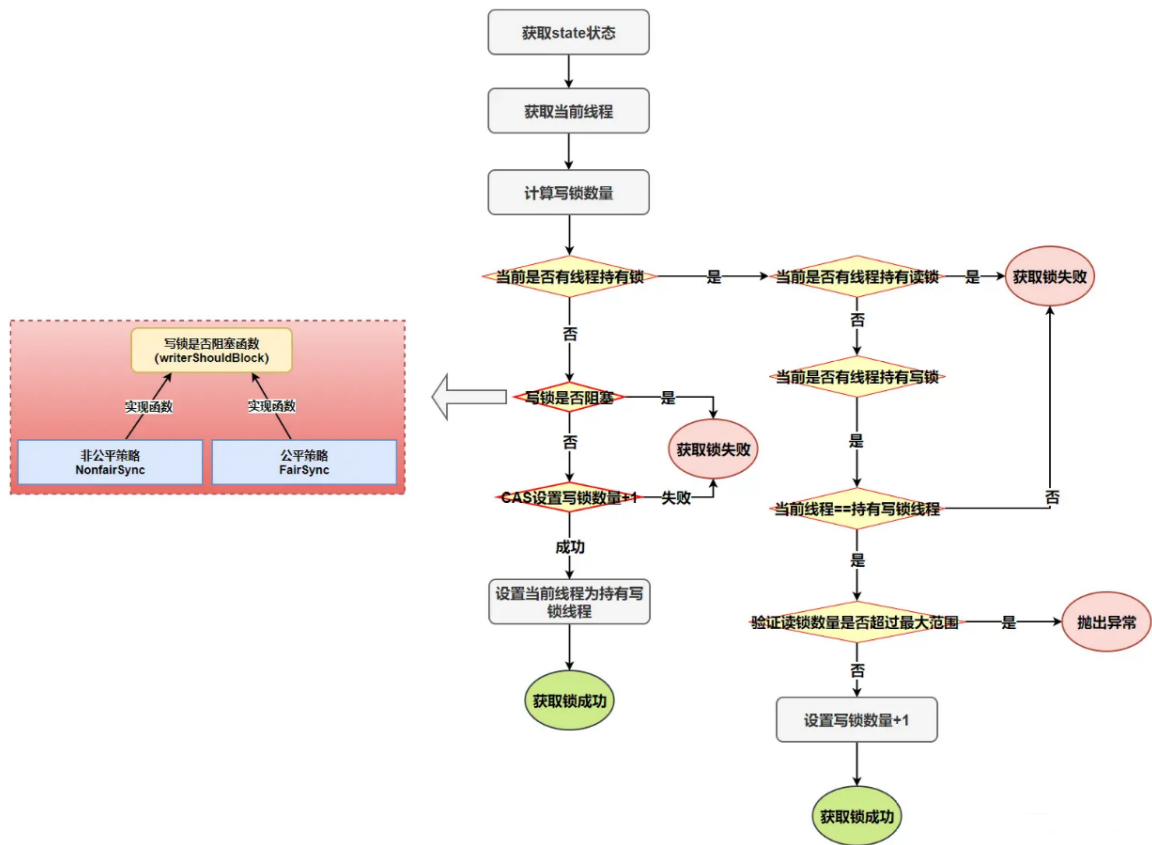 获取state状态
获取当前线程
计算写锁数量
当前是否有线程持有锁
是
当前是否有线程持有读锁
是
获取锁失败
否
否
写锁是否阻塞函数
(writerShouldBlock)
实现函数
实现函数
非公平策略
NonfairSync
公平策略
FairSync
写锁是否阻塞
是
获取锁失败
否
CAS设置写锁数量+1
失败
成功
设置当前线程为持有写
锁线程
获取锁成功
当前是否有线程持有写锁
是
当前线程==持有写锁线程
否
是
验证读锁数量是否超过最大范围
是
抛出异常
否
设置写锁数量+1
获取锁成功